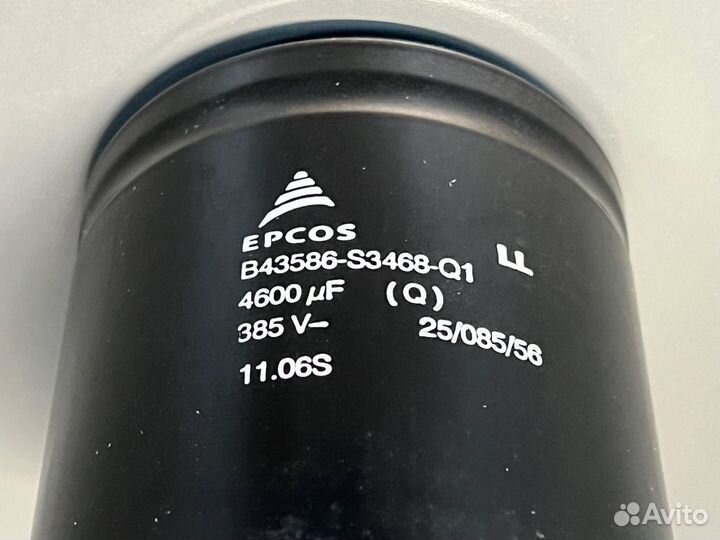 EPCOS
B43586-S3468-Q1 F
4600 µF (Q)
385 V– 25/085/56
11.06S
Avito